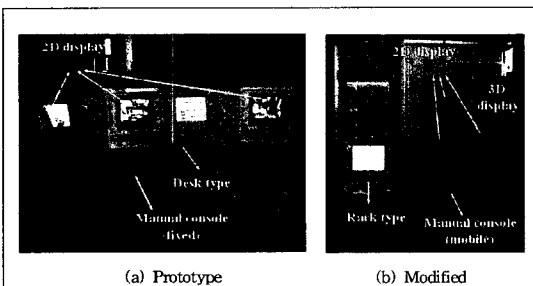 2D display
Desk type
Manual console
(fixed)
2D display
3D
display
Rack type
Manual console
(mobile)
(a) Prototype
(b) Modified